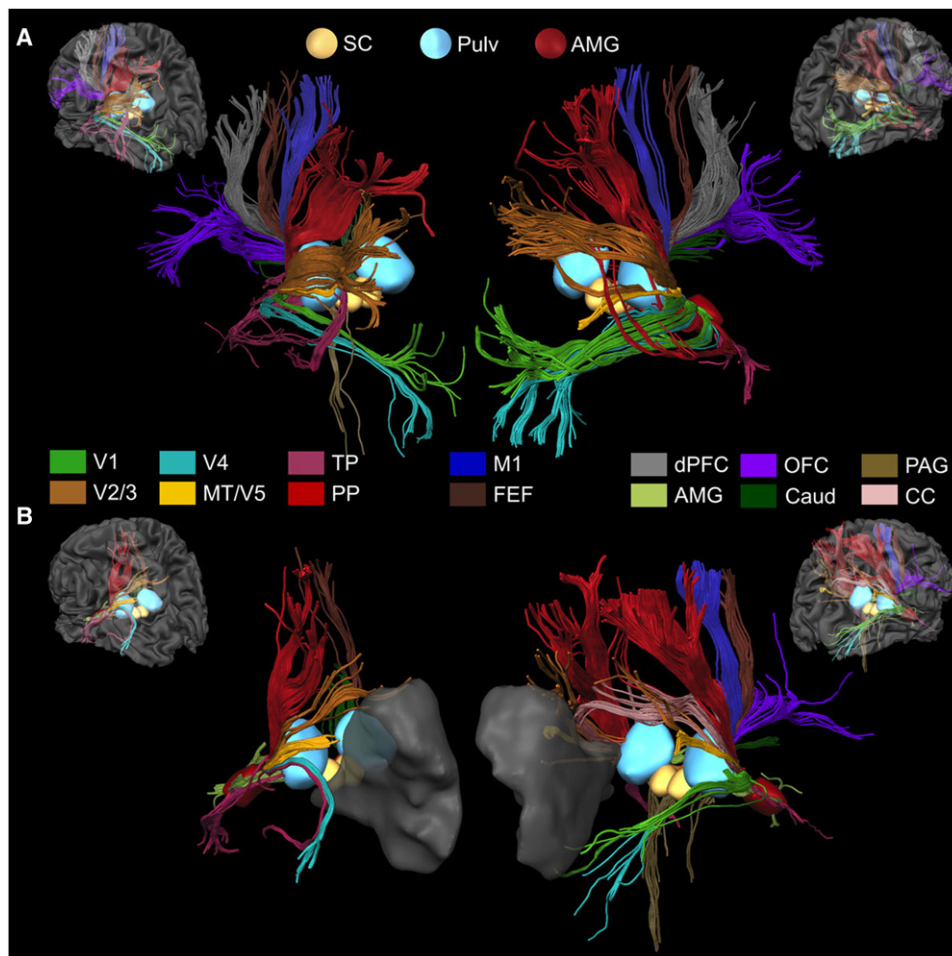 A
SC Pulv AMG
V1 V4 TP M1 dPFC OFC PAG
V2/3 MT/V5 PP FEF AMG Caud CC
B